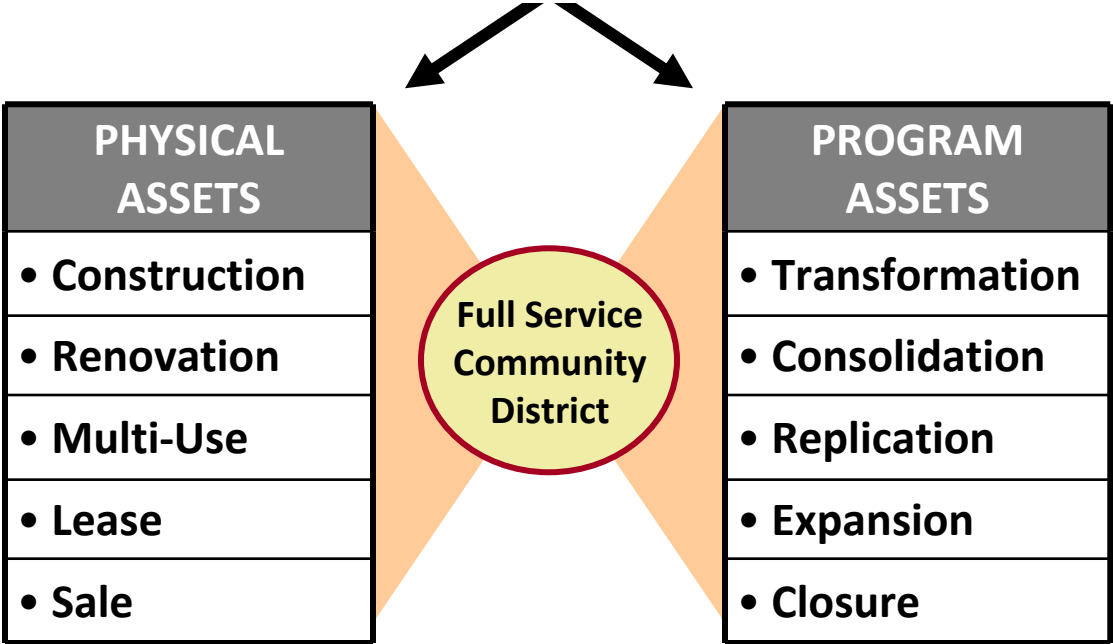 PHYSICAL
ASSETS
• Construction
• Renovation
• Multi-Use
• Lease
• Sale
Full Service
Community
District
PROGRAM
ASSETS
• Transformation
• Consolidation
• Replication
• Expansion
• Closure